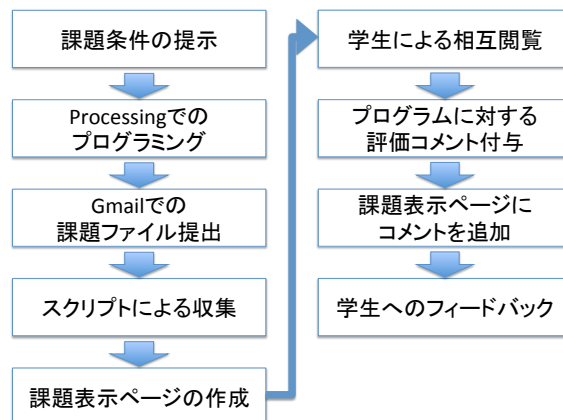 課題条件の提示
Processingでの
プログラミング
Gmailでの
課題ファイル提出
スクリプトによる収集
課題表示ページの作成
学生による相互閲覧
プログラムに対する
評価コメント付与
課題表示ページに
コメントを追加
学生へのフィードバック